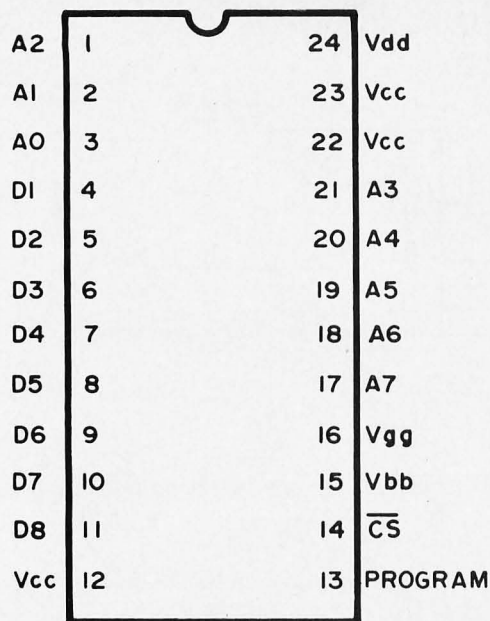 A2 1 24 Vdd
A1 2 23 Vcc
A0 3 22 Vcc
D1 4 21 A3
D2 5 20 A4
D3 6 19 A5
D4 7 18 A6
D5 8 17 A7
D6 9 16 Vgg
D7 10 15 Vbb
D8 11 14 C̅S̅
Vcc 12 13 PROGRAM